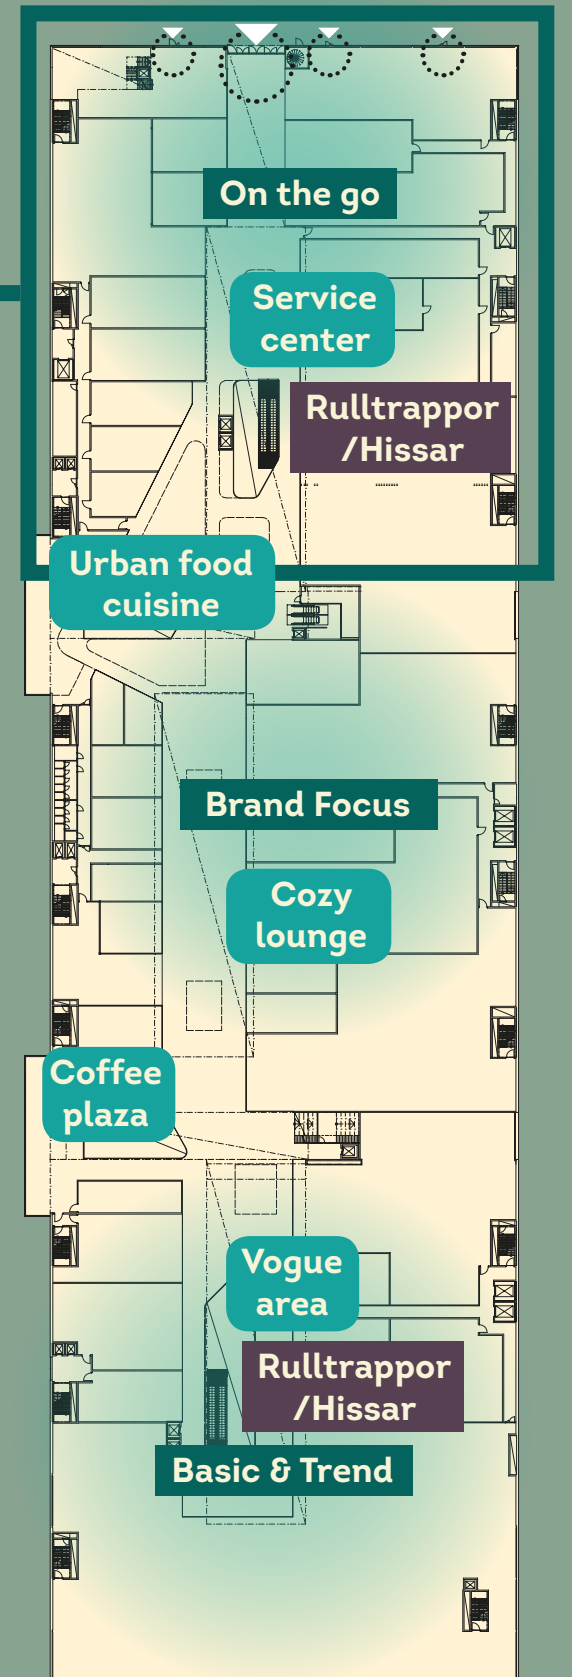 On the go
Service
center
Rulltrappor
/Hissar
Urban food
cuisine
Brand Focus
Cozy
lounge
Coffee
plaza
Vogue
area
Rulltrappor
/Hissar
Basic & Trend